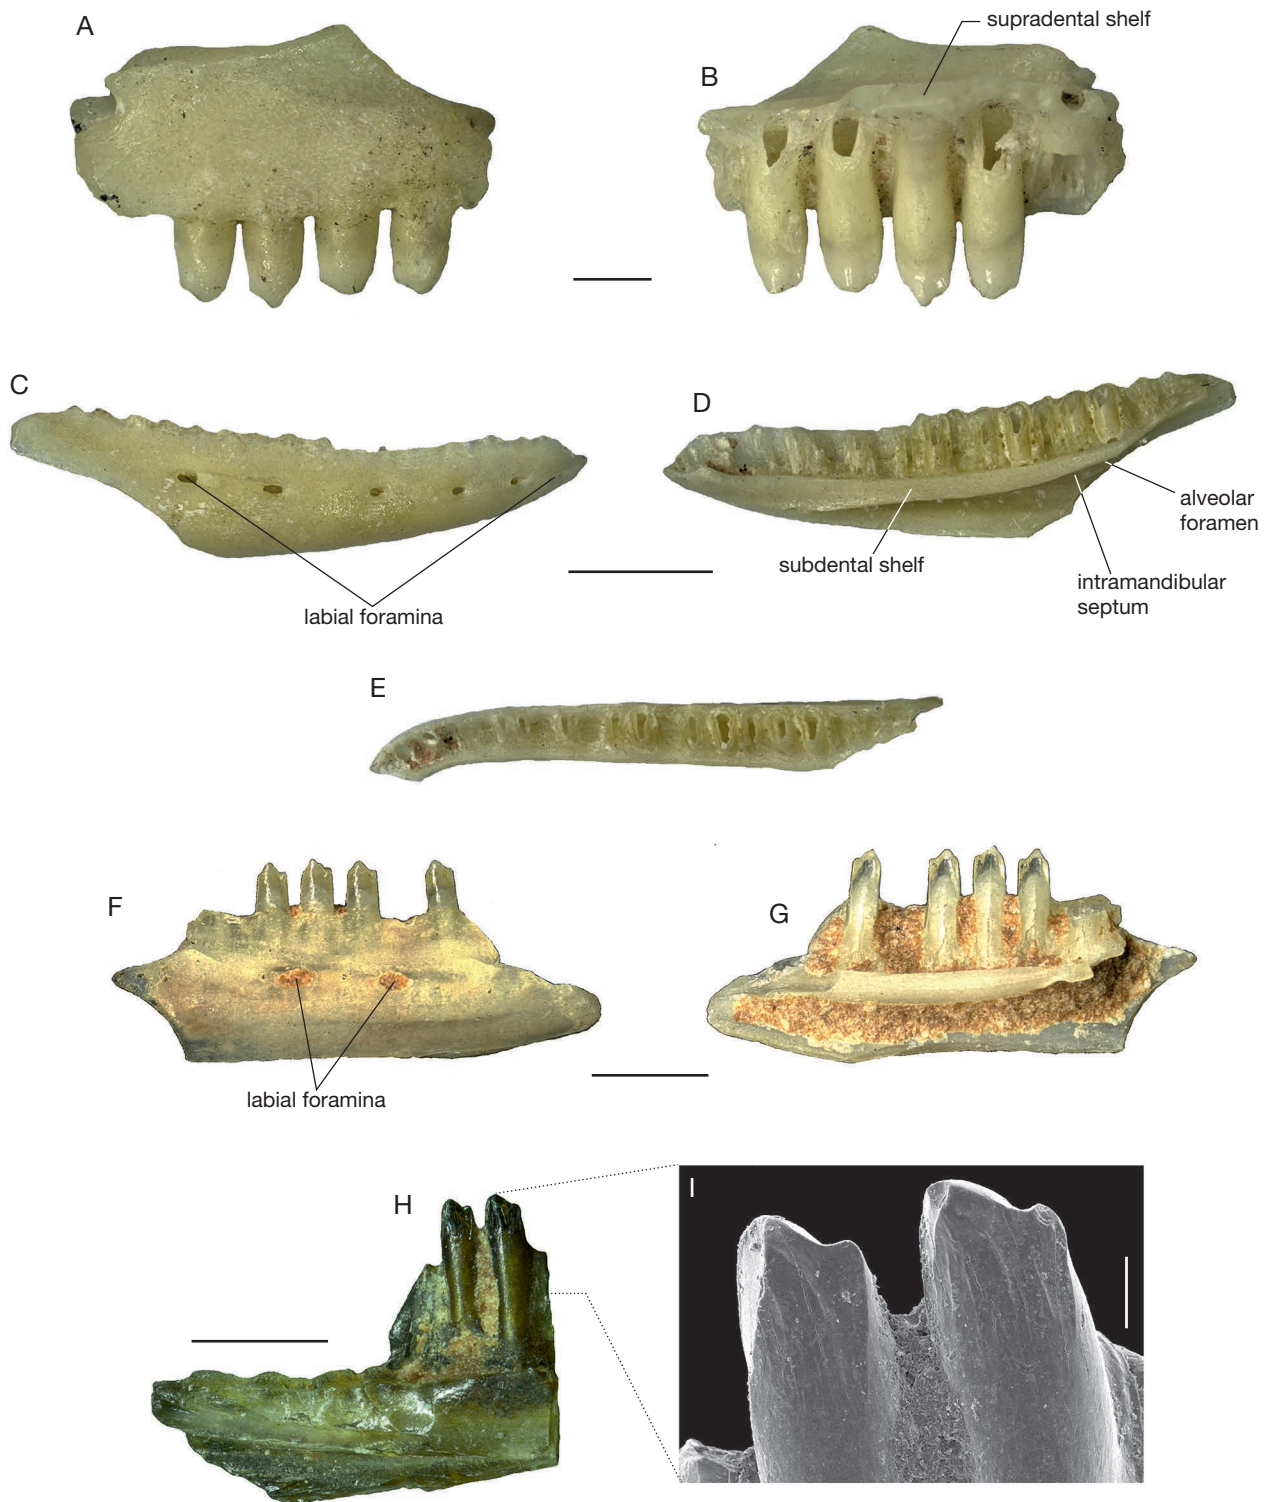 A
supradental shelf
B
C
D
alveolar
foramen
subdental shelf
intramandibular
septum
labial foramina
E
F
G
labial foramina
H
I